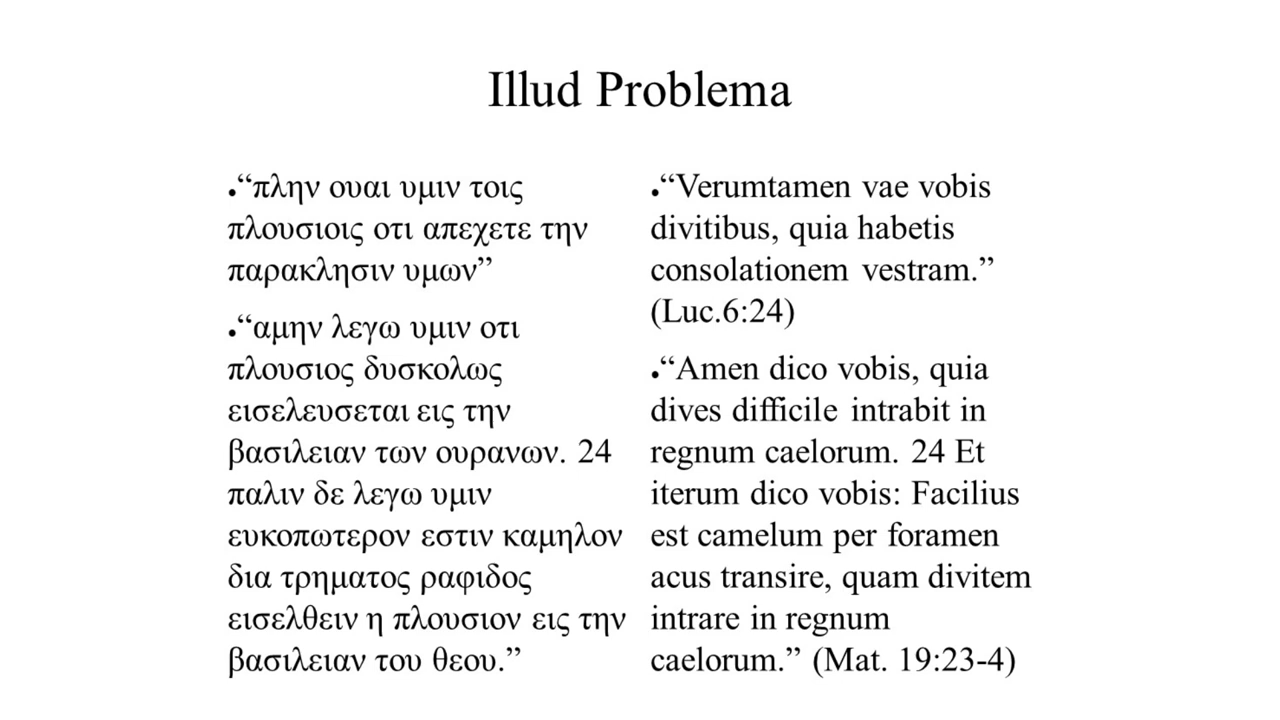 Illud Problema
•“πλην ουαι υμιν τοις
πλουσιοις οτι απεχετε την
παρακλησιν υμων”
•“αμην λεγω υμιν οτι
πλουσιος δυσκολως
εισελευσεται εις την
βασιλειαν των ουρανων. 24
παλιν δε λεγω υμιν
ευκοπωτερον εστιν καμηλον
δια τρηματος ραφιδος
εισελθειν η πλουσιον εις την
βασιλειαν του θεου.”
•“Verumtamen vae vobis
divitibus, quia habetis
consolationem vestram.”
(Luc.6:24)
•“Amen dico vobis, quia
dives difficile intrabit in
regnum caelorum. 24 Et
iterum dico vobis: Facilius
est camelum per foramen
acus transire, quam divitem
intrare in regnum
caelorum.” (Mat. 19:23-4)